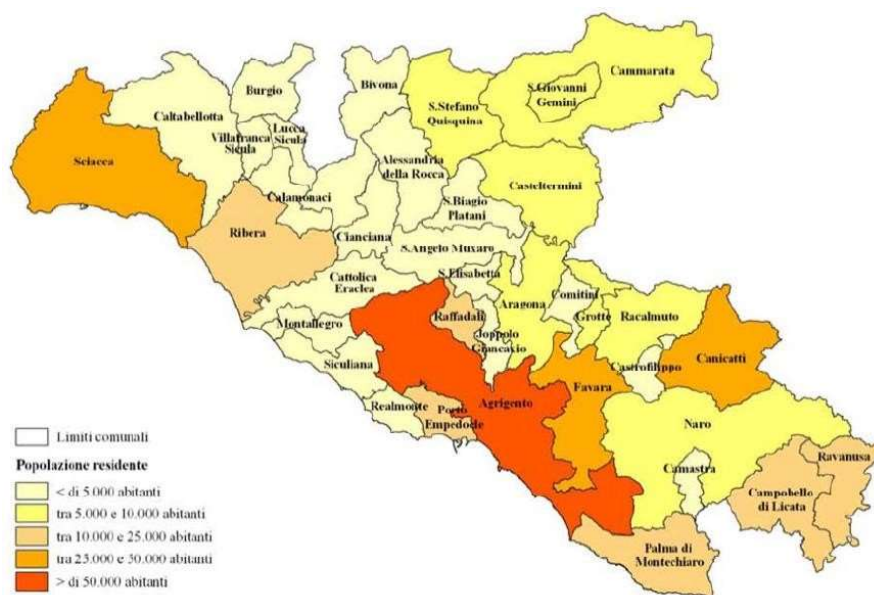 Burgio
Bivona
Cammarata
S.Giovanni
Gemini
S.Stefano
Quisquina
Caltabellotta
Villafranca
Sicula
Lucca
Sicula
Sciacca
Alessandria
della Rocca
Casteltermini
Calamonaci
S.Biagio
Platani
Ribera
Cianciana
S.Angelo Muxaro
Cattolica
Eraclea
S.Elisabetta
Aragona
Comitini
Raffadali
Grotte
Racalmuto
Montallegro
Joppolo
Giancaxio
Siculiana
Castrofilippo
Canicattì
Favara
Agrigento
Realmonte
Porto
Empedocle
Naro
Camastra
Ravanusa
Campobello
di Licata
Palma di
Montechiaro
Limiti comunali
Popolazione residente
< di 5.000 abitanti
tra 5.000 e 10.000 abitanti
tra 10.000 e 25.000 abitanti
tra 25.000 e 30.000 abitanti
> di 50.000 abitanti